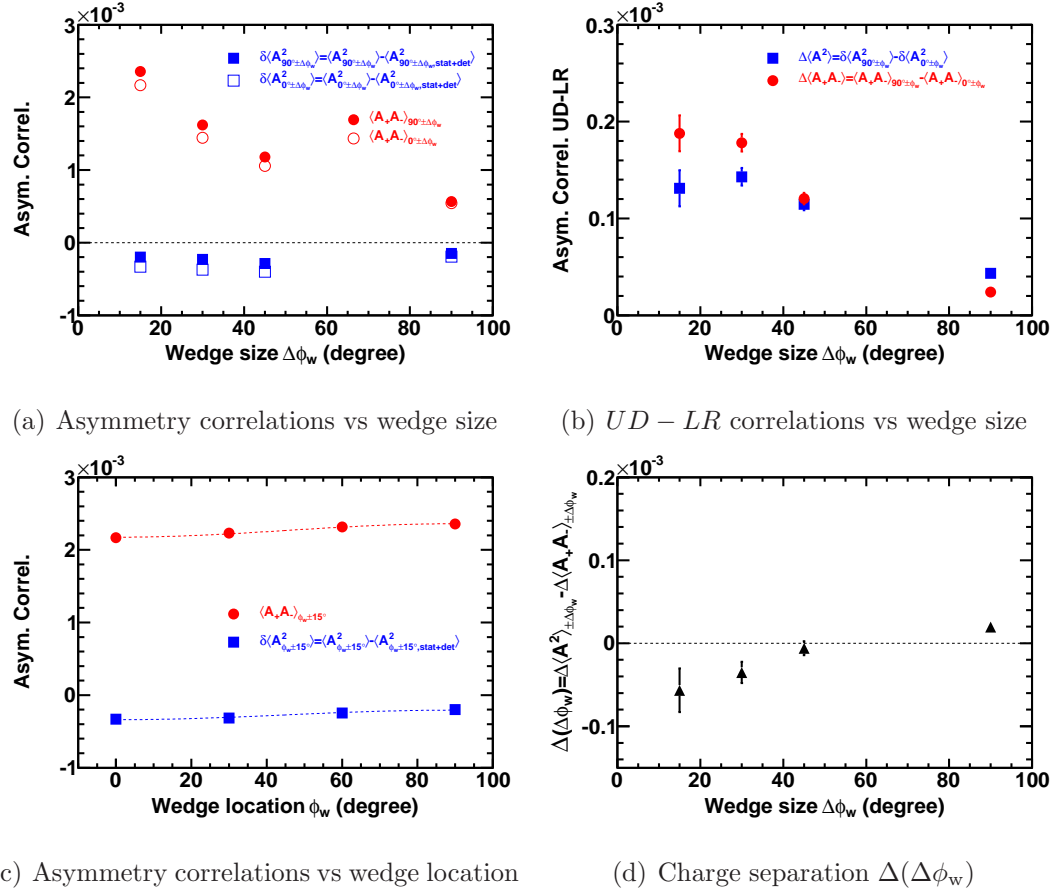 ×10⁻³
3
2
1
0
-1
0 20 40 60 80 100
Asym. Correl.
Wedge size Δϕw (degree)
δ⟨A²90°±Δϕw⟩=⟨A²90°±Δϕw⟩-⟨A²90°±Δϕw,stat+det⟩
δ⟨A²0°±Δϕw⟩=⟨A²0°±Δϕw⟩-⟨A²0°±Δϕw,stat+det⟩
⟨A+A-⟩90°±Δϕw
⟨A+A-⟩0°±Δϕw
(a) Asymmetry correlations vs wedge size
×10⁻³
0.3
0.2
0.1
0
0 20 40 60 80 100
Asym. Correl. UD-LR
Wedge size Δϕw (degree)
Δ⟨A²⟩=δ⟨A²90°±ϕw⟩-δ⟨A²0°±ϕw⟩
Δ⟨A+A-⟩=⟨A+A-⟩90°±ϕw-⟨A+A-⟩0°±ϕw
(b) UD − LR correlations vs wedge size
×10⁻³
3
2
1
0
-1
0 20 40 60 80 100
Asym. Correl.
Wedge location ϕw (degree)
⟨A+A-⟩ϕw±15°
δ⟨A²ϕw±15°⟩=⟨A²ϕw±15°⟩-⟨A²ϕw±15°,stat+det⟩
c) Asymmetry correlations vs wedge location
×10⁻³
0.2
0.1
0
-0.1
0 20 40 60 80 100
Δ(Δϕw)=Δ⟨A²⟩±Δϕw-Δ⟨A+A-⟩±Δϕw
Wedge size Δϕw (degree)
(d) Charge separation Δ(Δϕw)